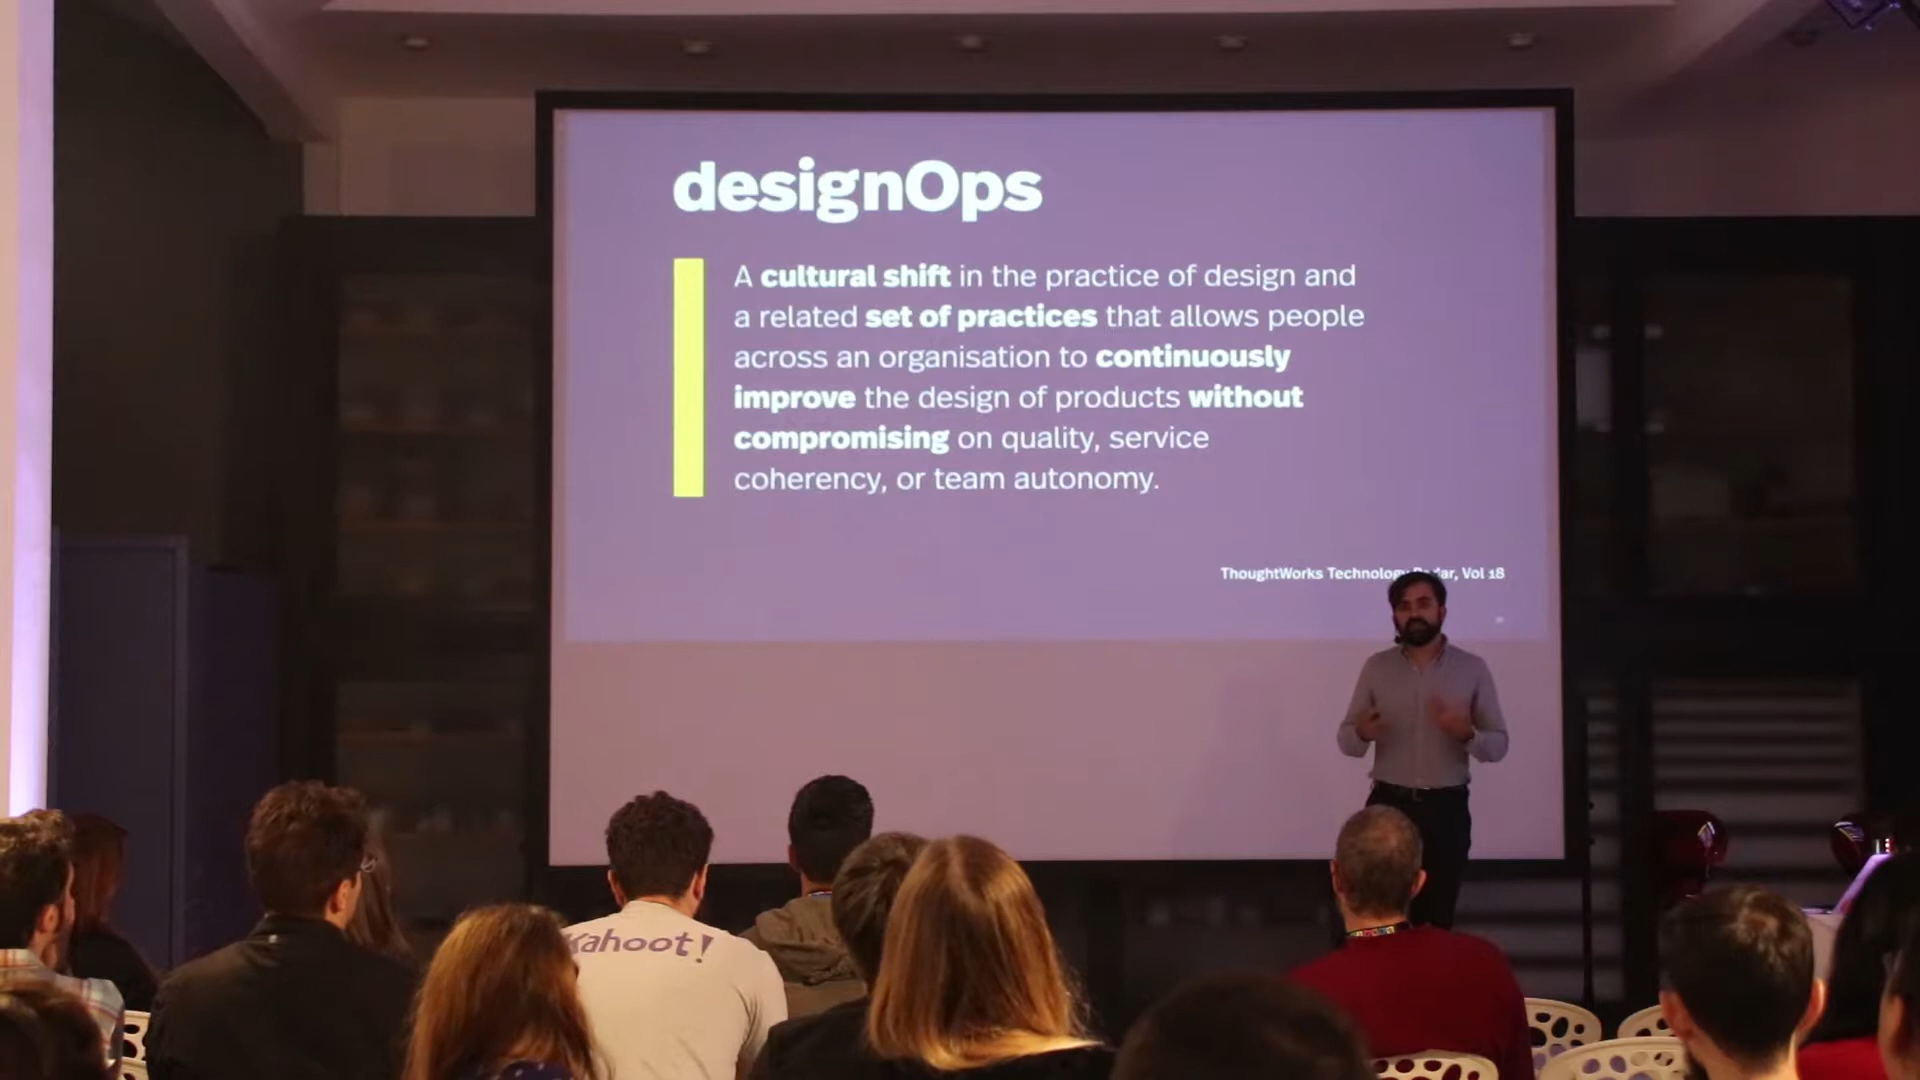 designOps
A cultural shift in the practice of design and
a related set of practices that allows people
across an organisation to continuously
improve the design of products without
compromising on quality, service
coherency, or team autonomy.
ThoughtWorks Technology Radar, Vol 18
Kahoot!